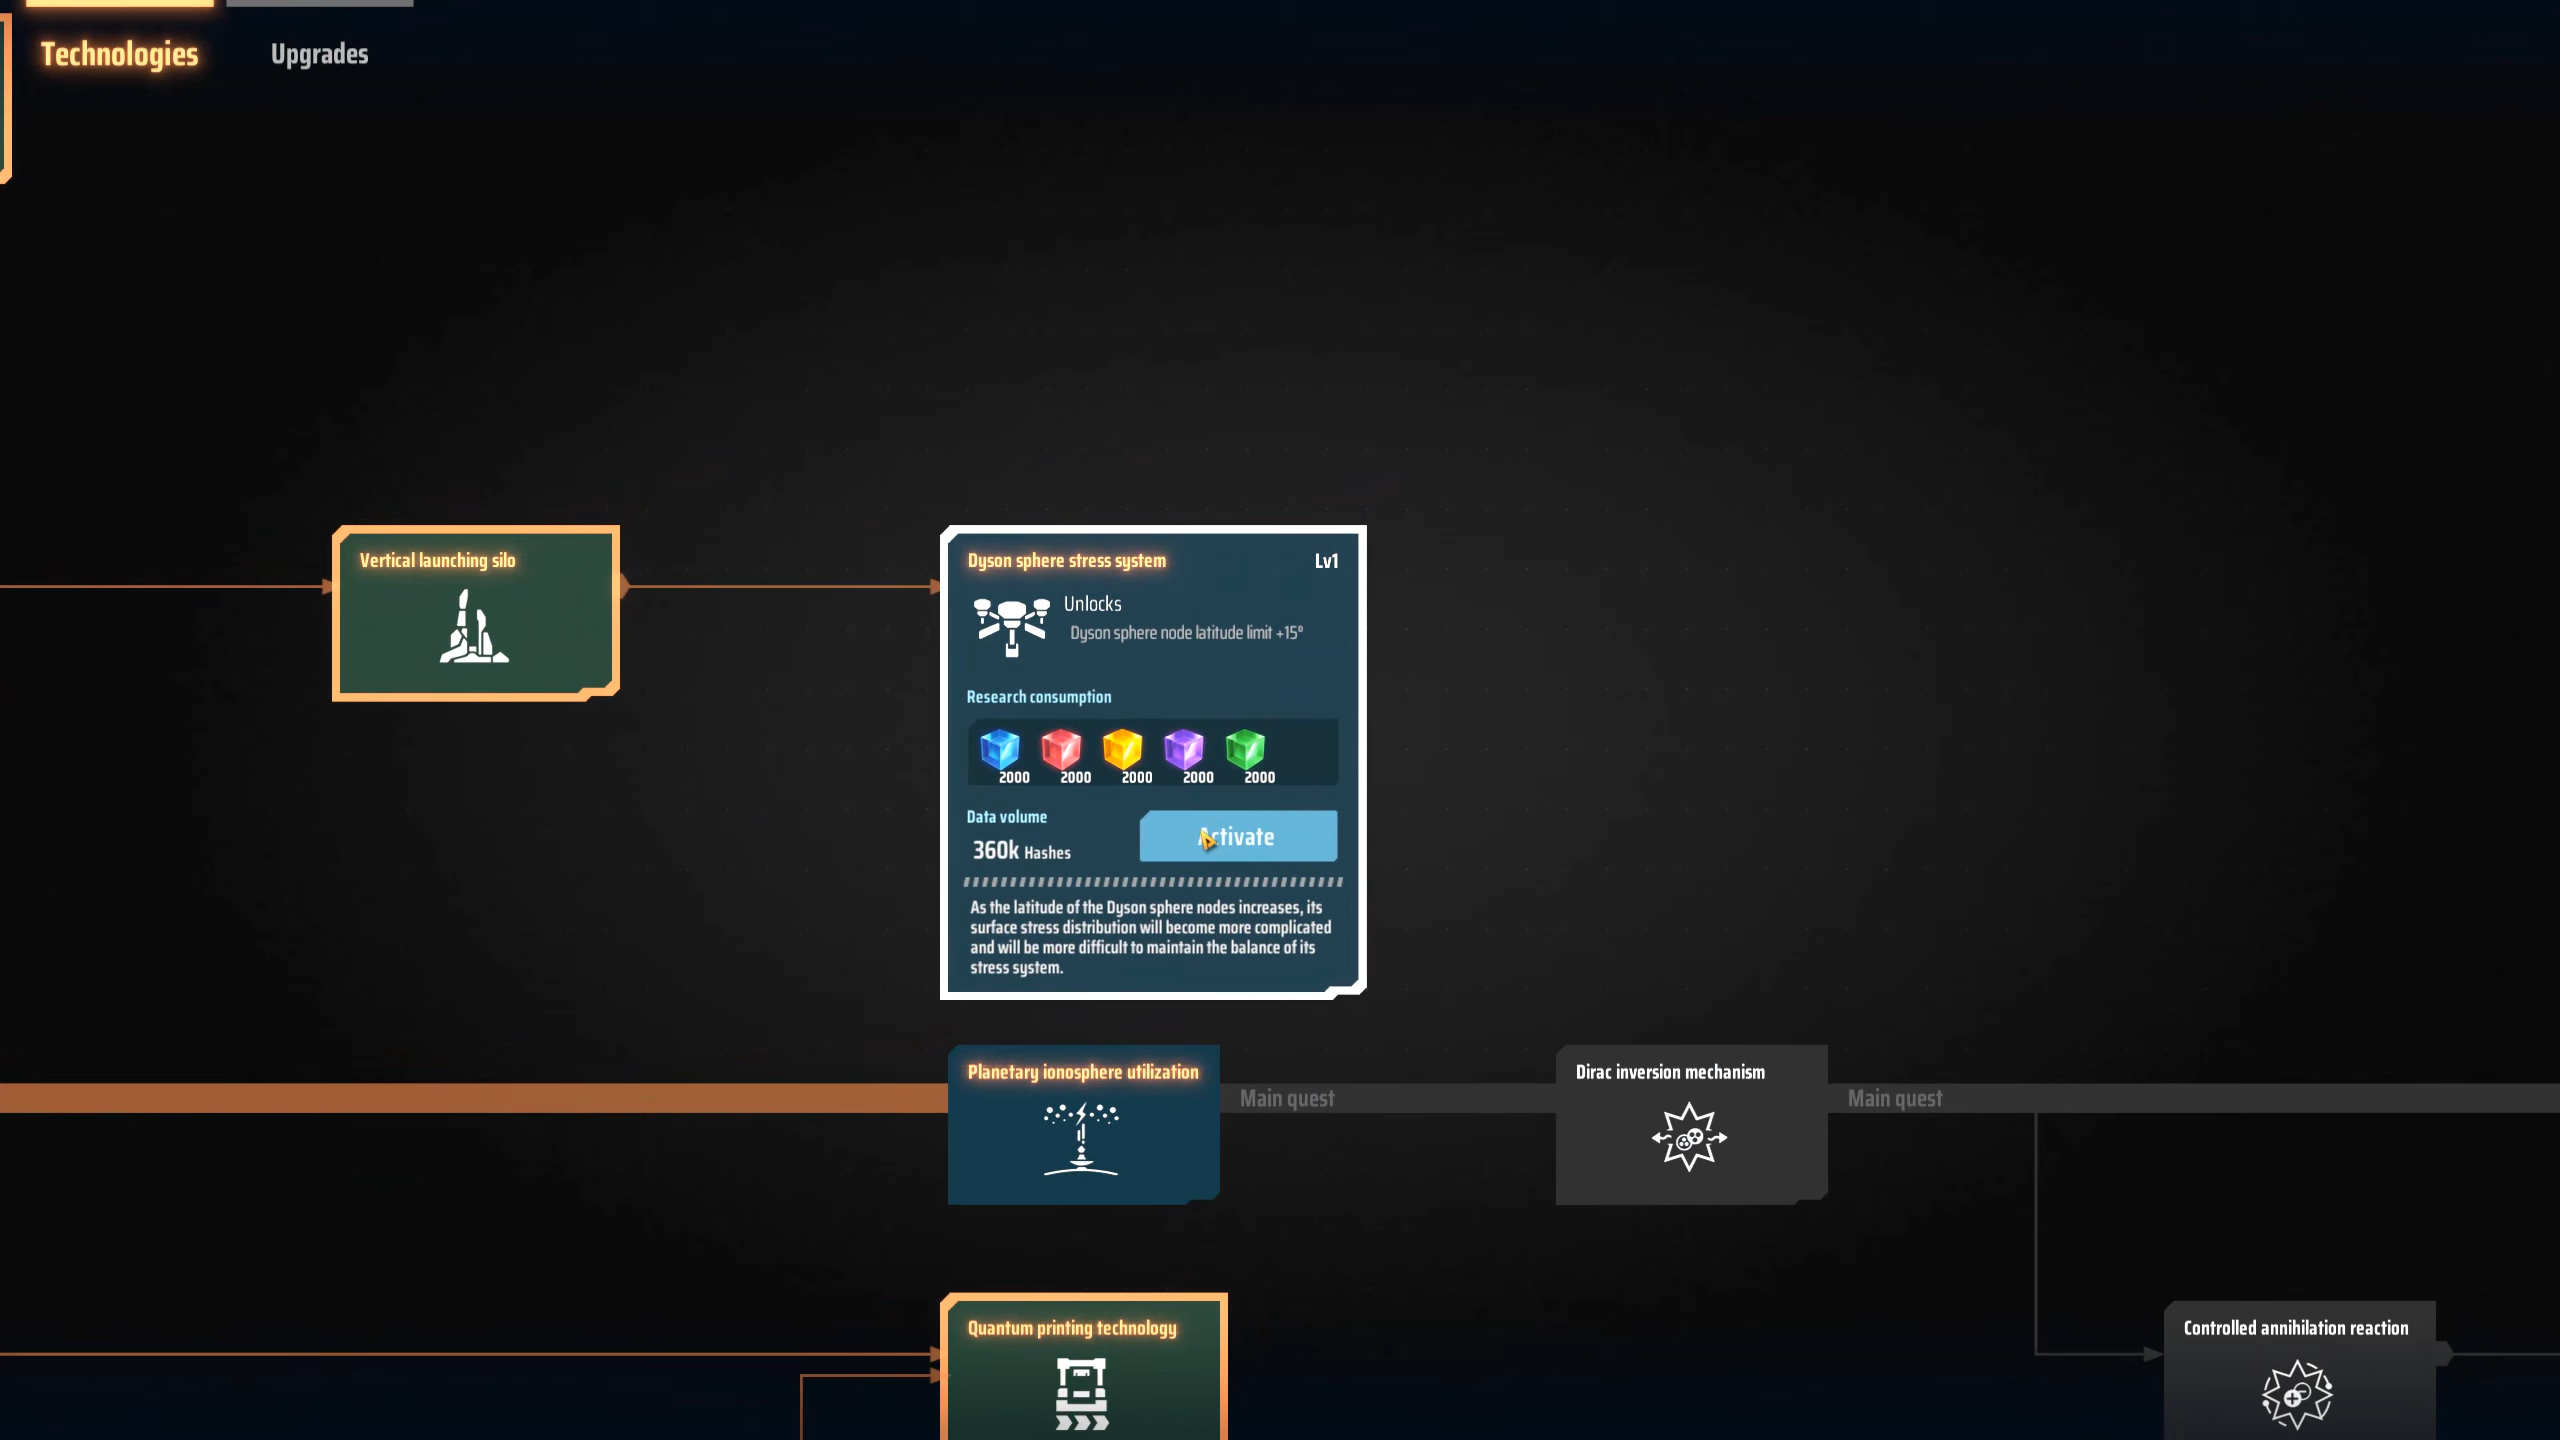 Technologies
Upgrades
Vertical launching silo
Dyson sphere stress system
Lv1
Unlocks
Dyson sphere node latitude limit +15°
Research consumption
2000 2000 2000 2000 2000
Data volume
360k Hashes
Activate
As the latitude of the Dyson sphere nodes increases, its
surface stress distribution will become more complicated
and will be more difficult to maintain the balance of its
stress system.
Planetary ionosphere utilization
Main quest
Dirac inversion mechanism
Main quest
Quantum printing technology
Controlled annihilation reaction